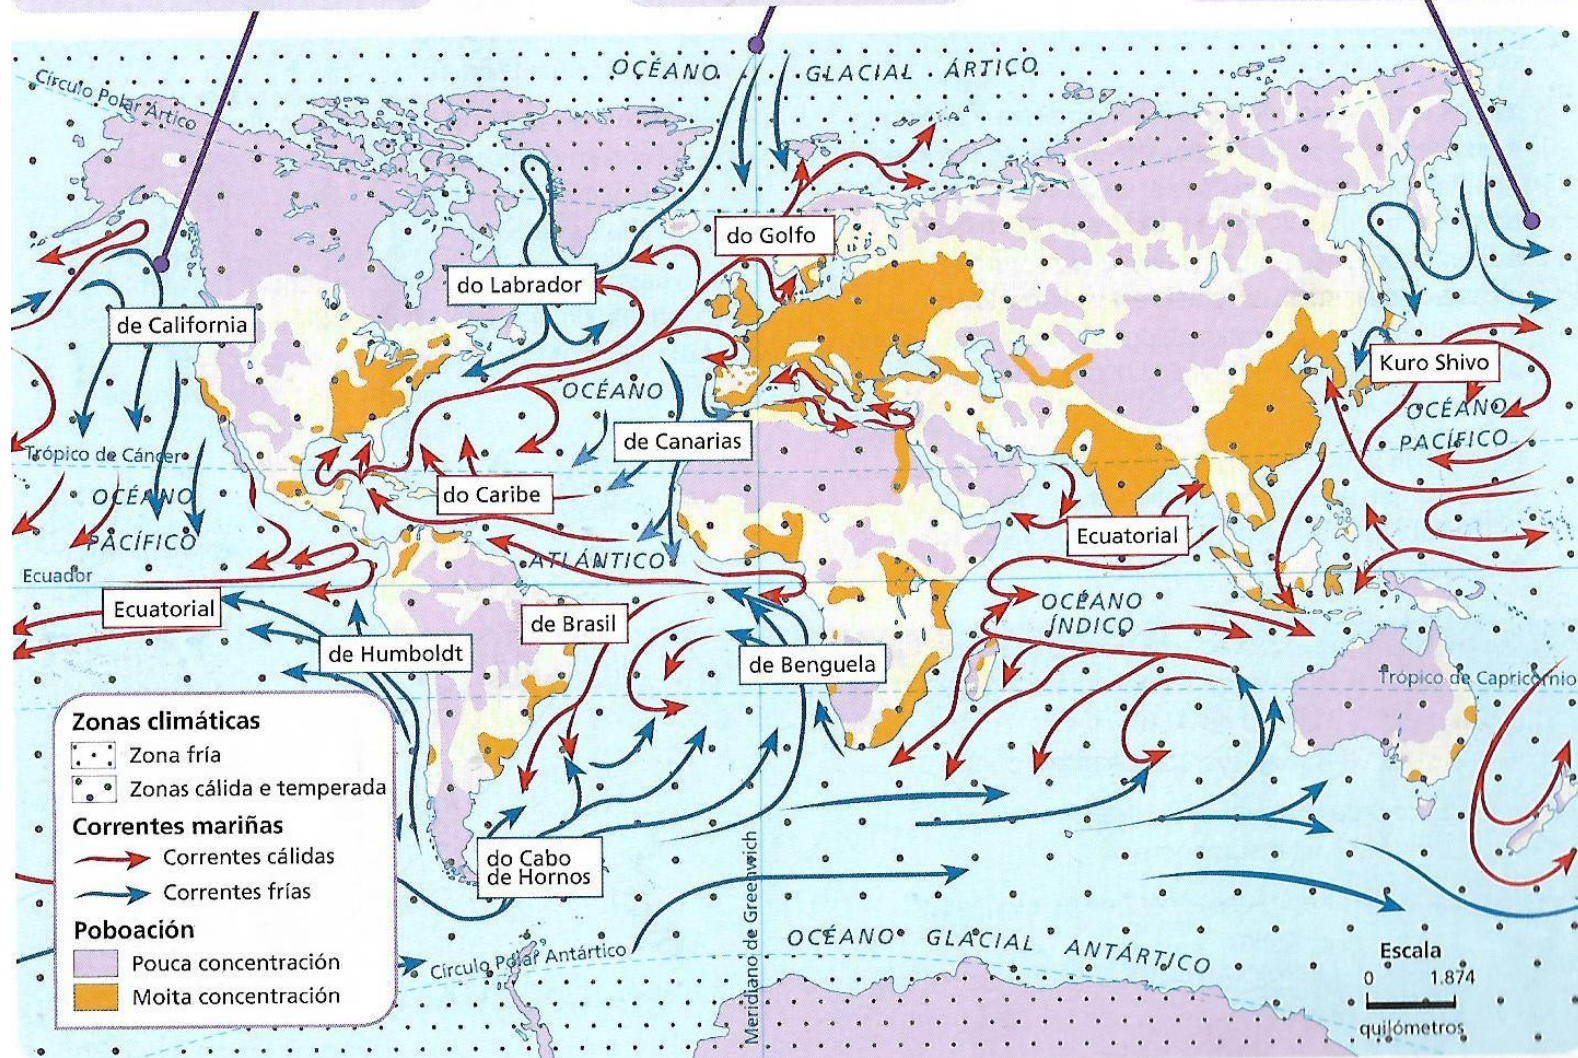 OCÉANO GLACIAL ÁRTICO
Círculo Polar Ártico
do Golfo
do Labrador
de California
Kuro Shivo
OCÉANO
OCÉANO
PACÍFICO
de Canarias
Trópico de Cáncer
do Caribe
OCÉANO
PACÍFICO
Ecuatorial
ATLÁNTICO
Ecuador
Ecuatorial
OCÉANO
ÍNDICO
de Brasil
de Humboldt
de Benguela
Trópico de Capricornio
Zonas climáticas
Zona fría
Zonas cálida e temperada
Correntes mariñas
Correntes cálidas
Correntes frías
Poboación
Pouca concentración
Moita concentración
do Cabo
de Hornos
Meridiano de Greenwich
Círculo Polar Antártico
OCÉANO GLACIAL ANTÁRTICO
Escala
0 1.874
quilómetros